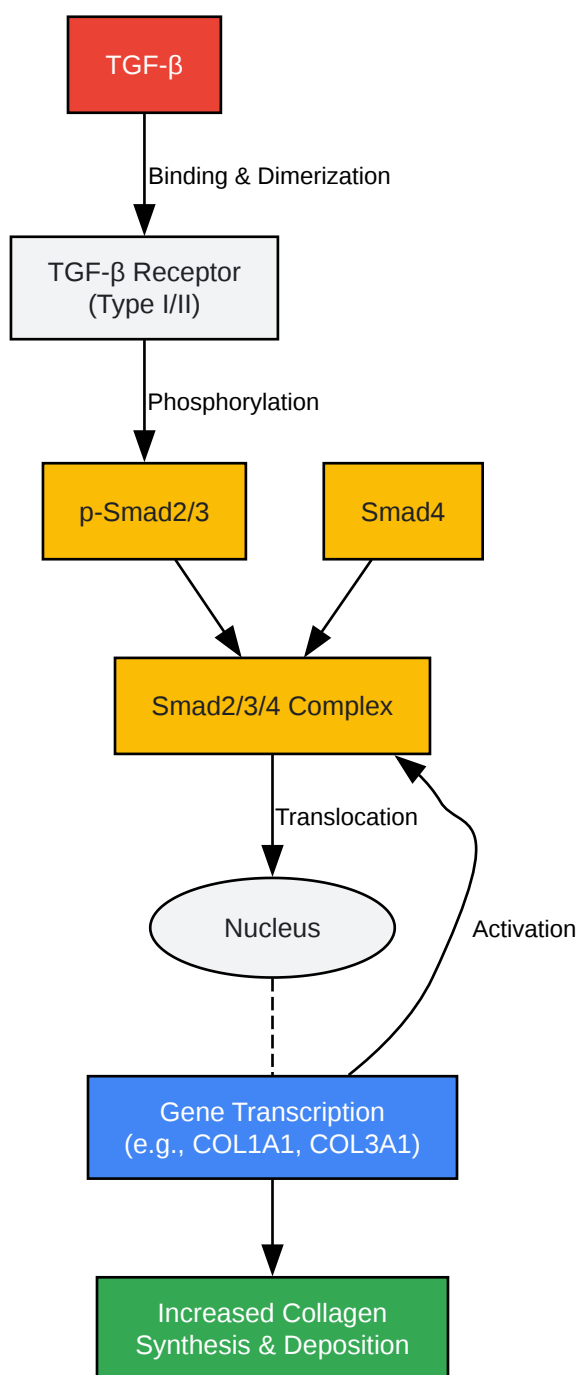 TGF-β
Binding & Dimerization
TGF-β Receptor
(Type I/II)
Phosphorylation
p-Smad2/3
Smad4
Smad2/3/4 Complex
Translocation
Nucleus
Activation
Gene Transcription
(e.g., COL1A1, COL3A1)
Increased Collagen
Synthesis & Deposition